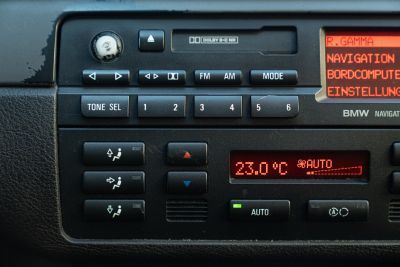 DOLBY B-C NR
R.GAMMA
NAVIGATION
BORDCOMPUTE
EINSTELLUNG
FM AM MODE
TONE SEL 1 2 3 4 5 6
BMW NAVIGAT
23.0 °C AUTO
AUTO
A